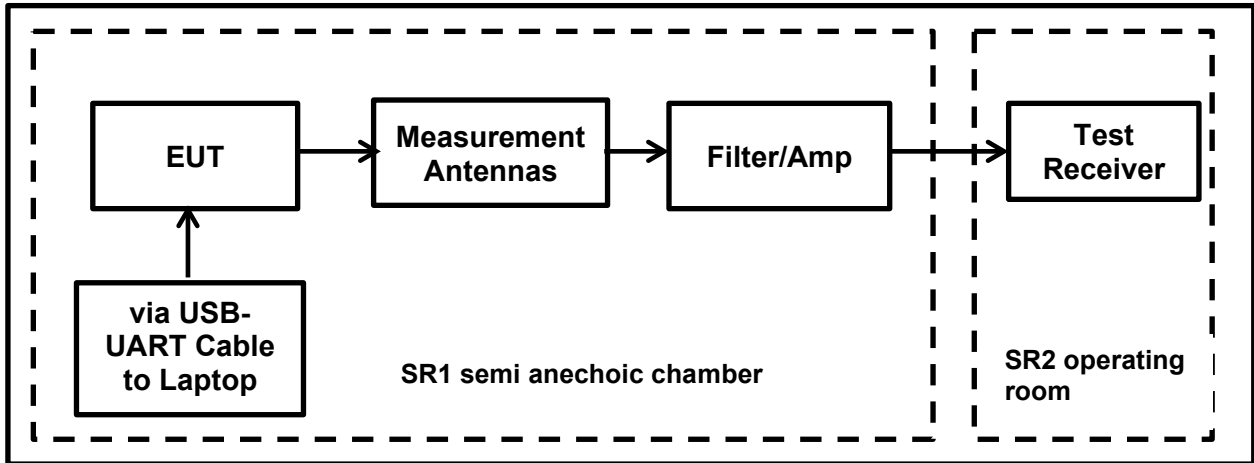 EUT
Measurement
Antennas
Filter/Amp
Test
Receiver
via USB-
UART Cable
to Laptop
SR1 semi anechoic chamber
SR2 operating
room